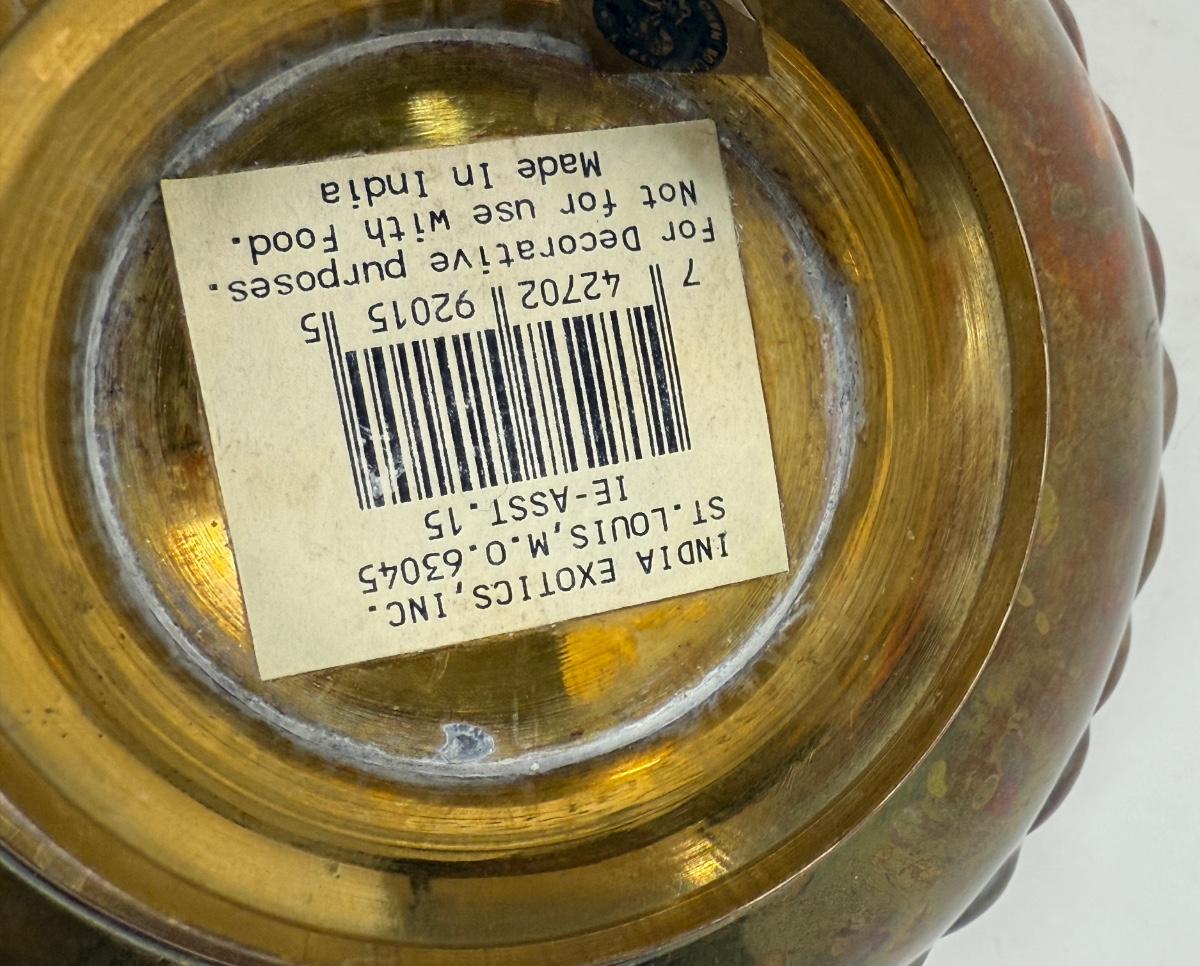 INDIA EXOTICS, INC.
ST. LOUIS, M.O. 63045
IE-ASST. 15
7 42702 92015 5
For Decorative purposes.
Not for use with Food.
Made In India